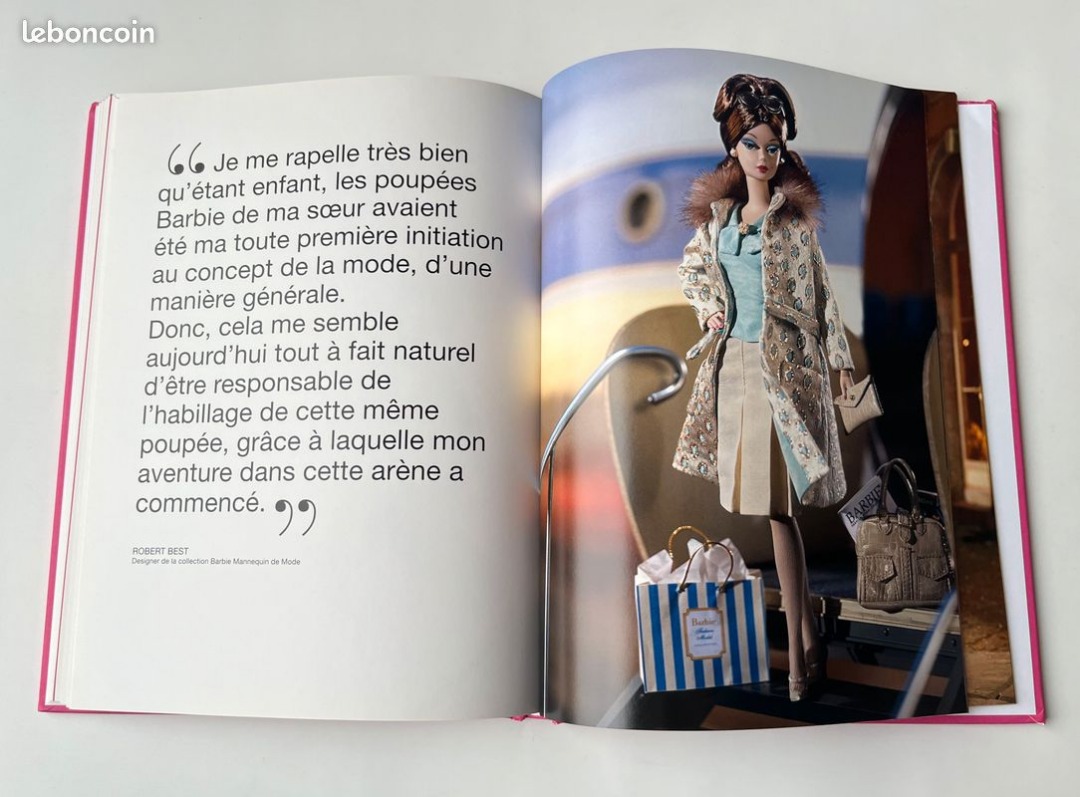 leboncoin
“ Je me rapelle très bien
qu’étant enfant, les poupées
Barbie de ma sœur avaient
été ma toute première initiation
au concept de la mode, d’une
manière générale.
Donc, cela me semble
aujourd’hui tout à fait naturel
d’être responsable de
l’habillage de cette même
poupée, grâce à laquelle mon
aventure dans cette arène a
commencé. ”
ROBERT BEST
Designer de la collection Barbie Mannequin de Mode
BARBIE
Barbie
Fashion
Model